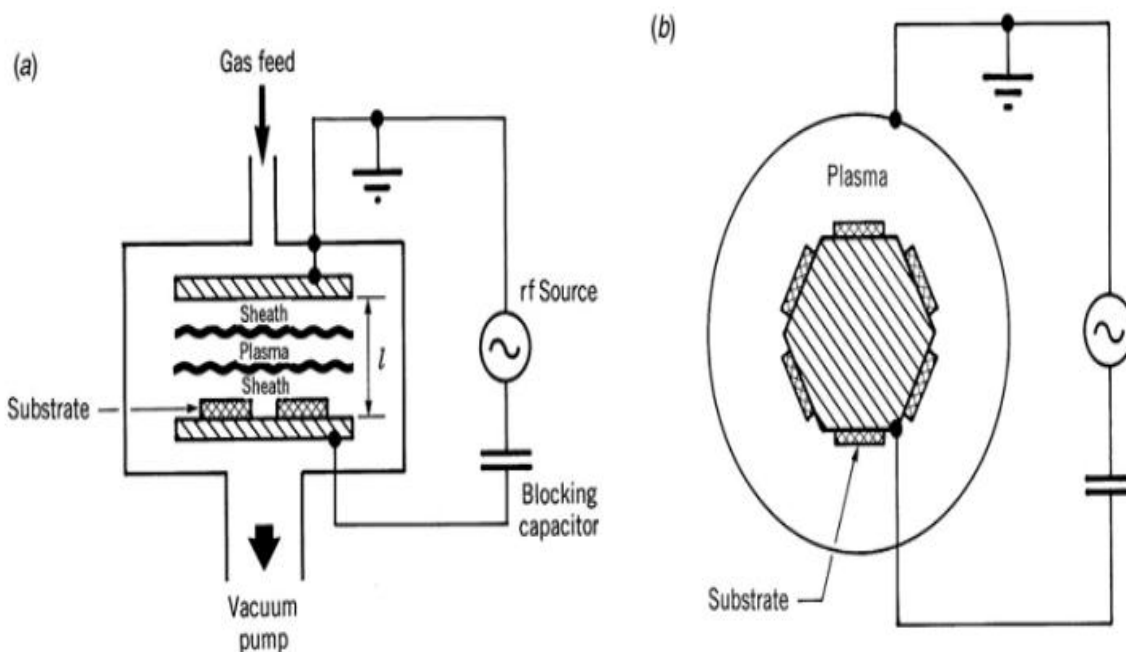 (a)
Gas feed
Sheath
Plasma
Sheath
l
Substrate
rf Source
Blocking
capacitor
Vacuum
pump
(b)
Plasma
Substrate